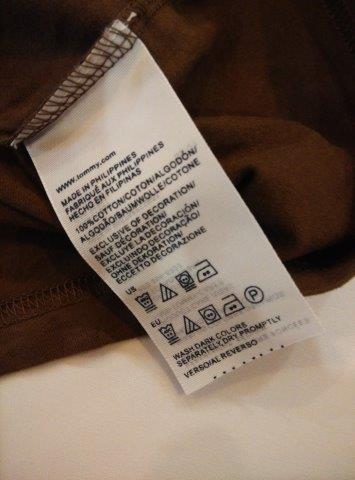 www.tommy.com
MADE IN PHILIPPINES
FABRIQUÉ AUX PHILIPPINES
HECHO EN FILIPINAS
100%COTTON/COTON/ALGODÓN/
ALGODÃO/BAUMWOLLE/COTONE
EXCLUSIVE OF DECORATION/
SAUF DÉCORATION/
EXCLUYE LA DECORACIÓN/
EXCLUINDO DECORAÇÃO/
OHNE DEKORATION/
ECCETTO DECORAZIONE
US
EU
WASH DARK COLORS
SEPARATELY,DRY PROMPTLY
VERSO/AL REVERSO